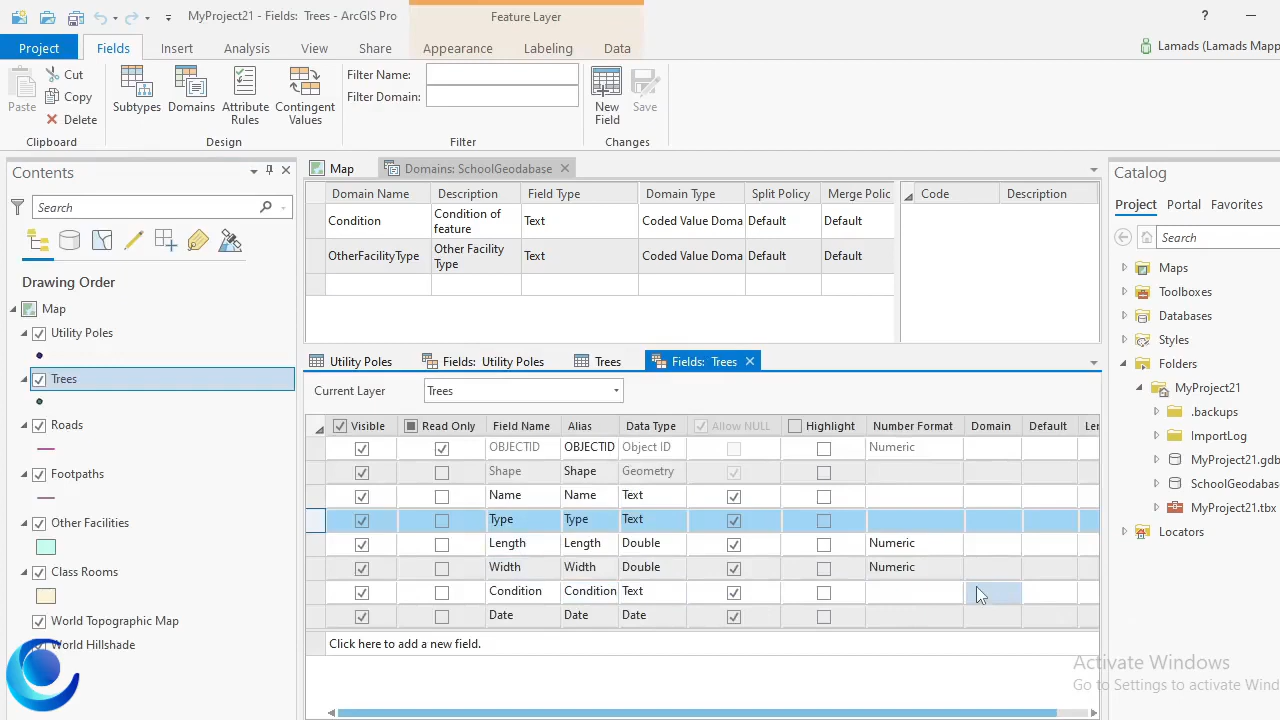 MyProject21 - Fields: Trees - ArcGIS Pro
Feature Layer
?
Project
Fields
Insert
Analysis
View
Share
Appearance
Labeling
Data
Lamads (Lamads Mapp
Paste
Cut
Copy
Delete
Clipboard
Subtypes
Domains
Attribute
Rules
Contingent
Values
Design
Filter Name:
Filter Domain:
Filter
New
Field
Save
Changes
Contents
Search
Drawing Order
Map
Utility Poles
Trees
Roads
Footpaths
Other Facilities
Class Rooms
World Topographic Map
World Hillshade
Map
Domains: SchoolGeodabase
Domain Name Description Field Type Domain Type Split Policy Merge Polic
Condition Condition of feature Text Coded Value Doma Default Default
OtherFacilityType Other Facility Type Text Coded Value Doma Default Default
Code Description
Utility Poles
Fields: Utility Poles
Trees
Fields: Trees
Current Layer Trees
Visible Read Only Field Name Alias Data Type Allow NULL Highlight Number Format Domain Default Len
OBJECTID OBJECTID Object ID Numeric
Shape Shape Geometry
Name Name Text
Type Type Text
Length Length Double Numeric
Width Width Double Numeric
Condition Condition Text
Date Date Date
Click here to add a new field.
Catalog
Project Portal Favorites
Search
Maps
Toolboxes
Databases
Styles
Folders
MyProject21
.backups
ImportLog
MyProject21.gdb
SchoolGeodabas
MyProject21.tbx
Locators
Activate Windows
Go to Settings to activate Wind